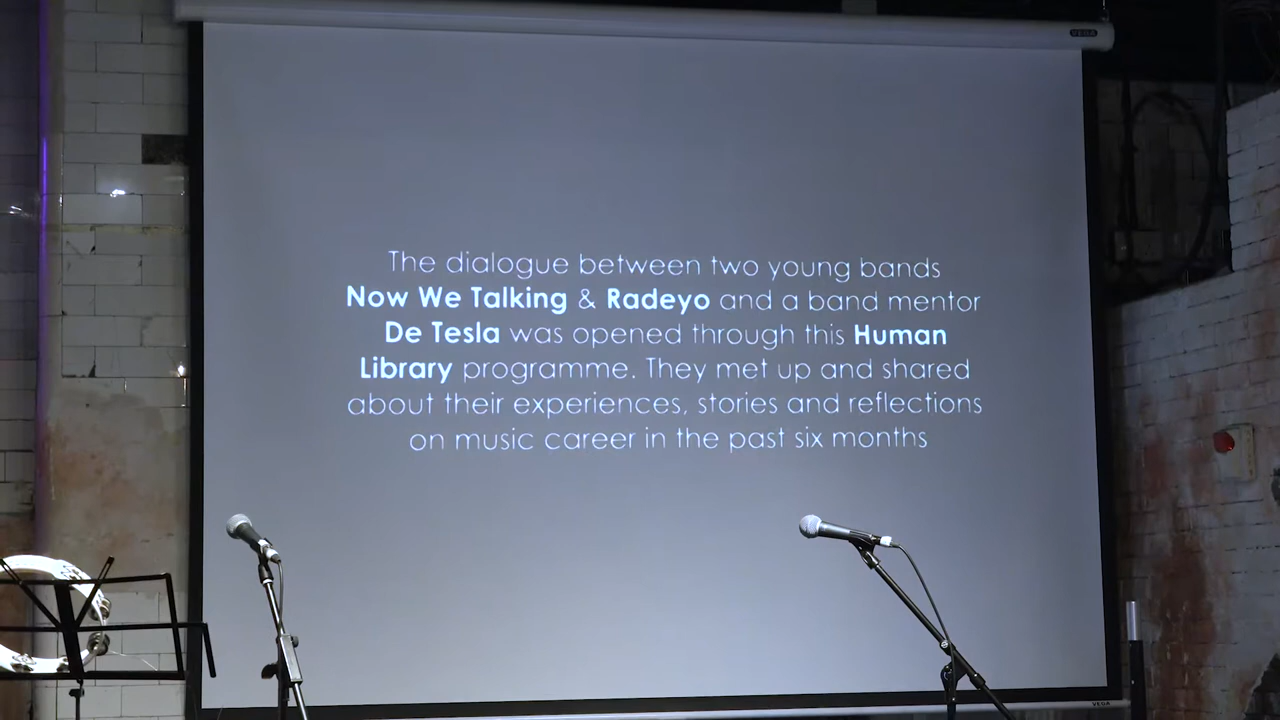 VEGA
The dialogue between two young bands
Now We Talking & Radeyo and a band mentor
De Tesla was opened through this Human
Library programme. They met up and shared
about their experiences, stories and reflections
on music career in the past six months
VEGA